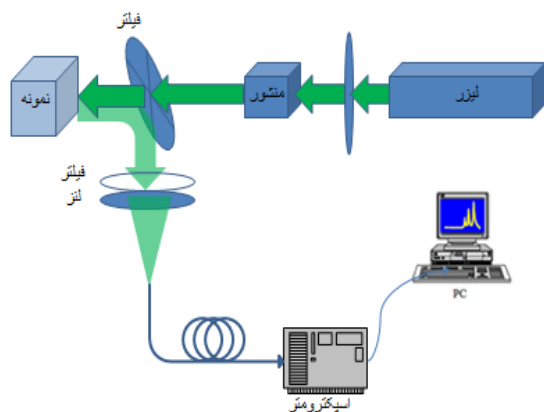 فیلتر
لیزر
منشور
نمونه
فیلتر
لنز
PC
اسپکترومتر